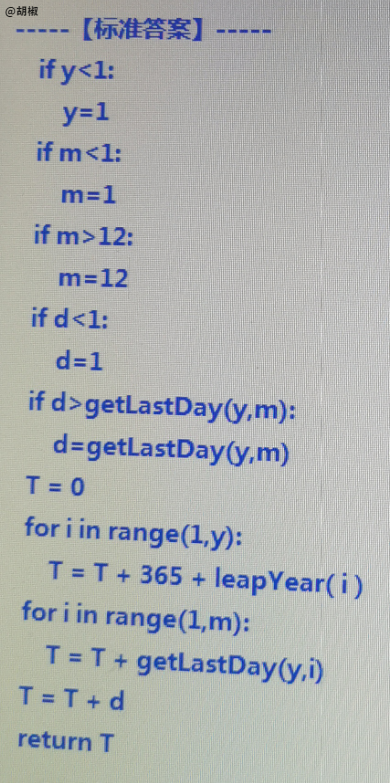 @胡椒
-----【标准答案】-----
if y<1:
y=1
if m<1:
m=1
if m>12:
m=12
if d<1:
d=1
if d>getLastDay(y,m):
d=getLastDay(y,m)
T = 0
for i in range(1,y):
T = T + 365 + leapYear( i )
for i in range(1,m):
T = T + getLastDay(y,i)
T = T + d
return T